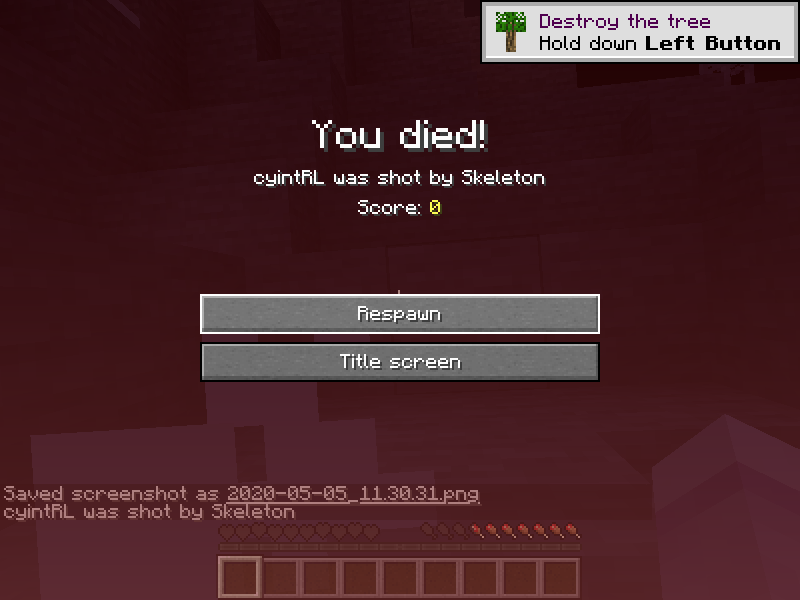 Destroy the tree
Hold down Left Button
You died!
cyintRL was shot by Skeleton
Score: 0
Respawn
Title screen
Saved screenshot as 2020-05-05_11.30.31.png
cyintRL was shot by Skeleton